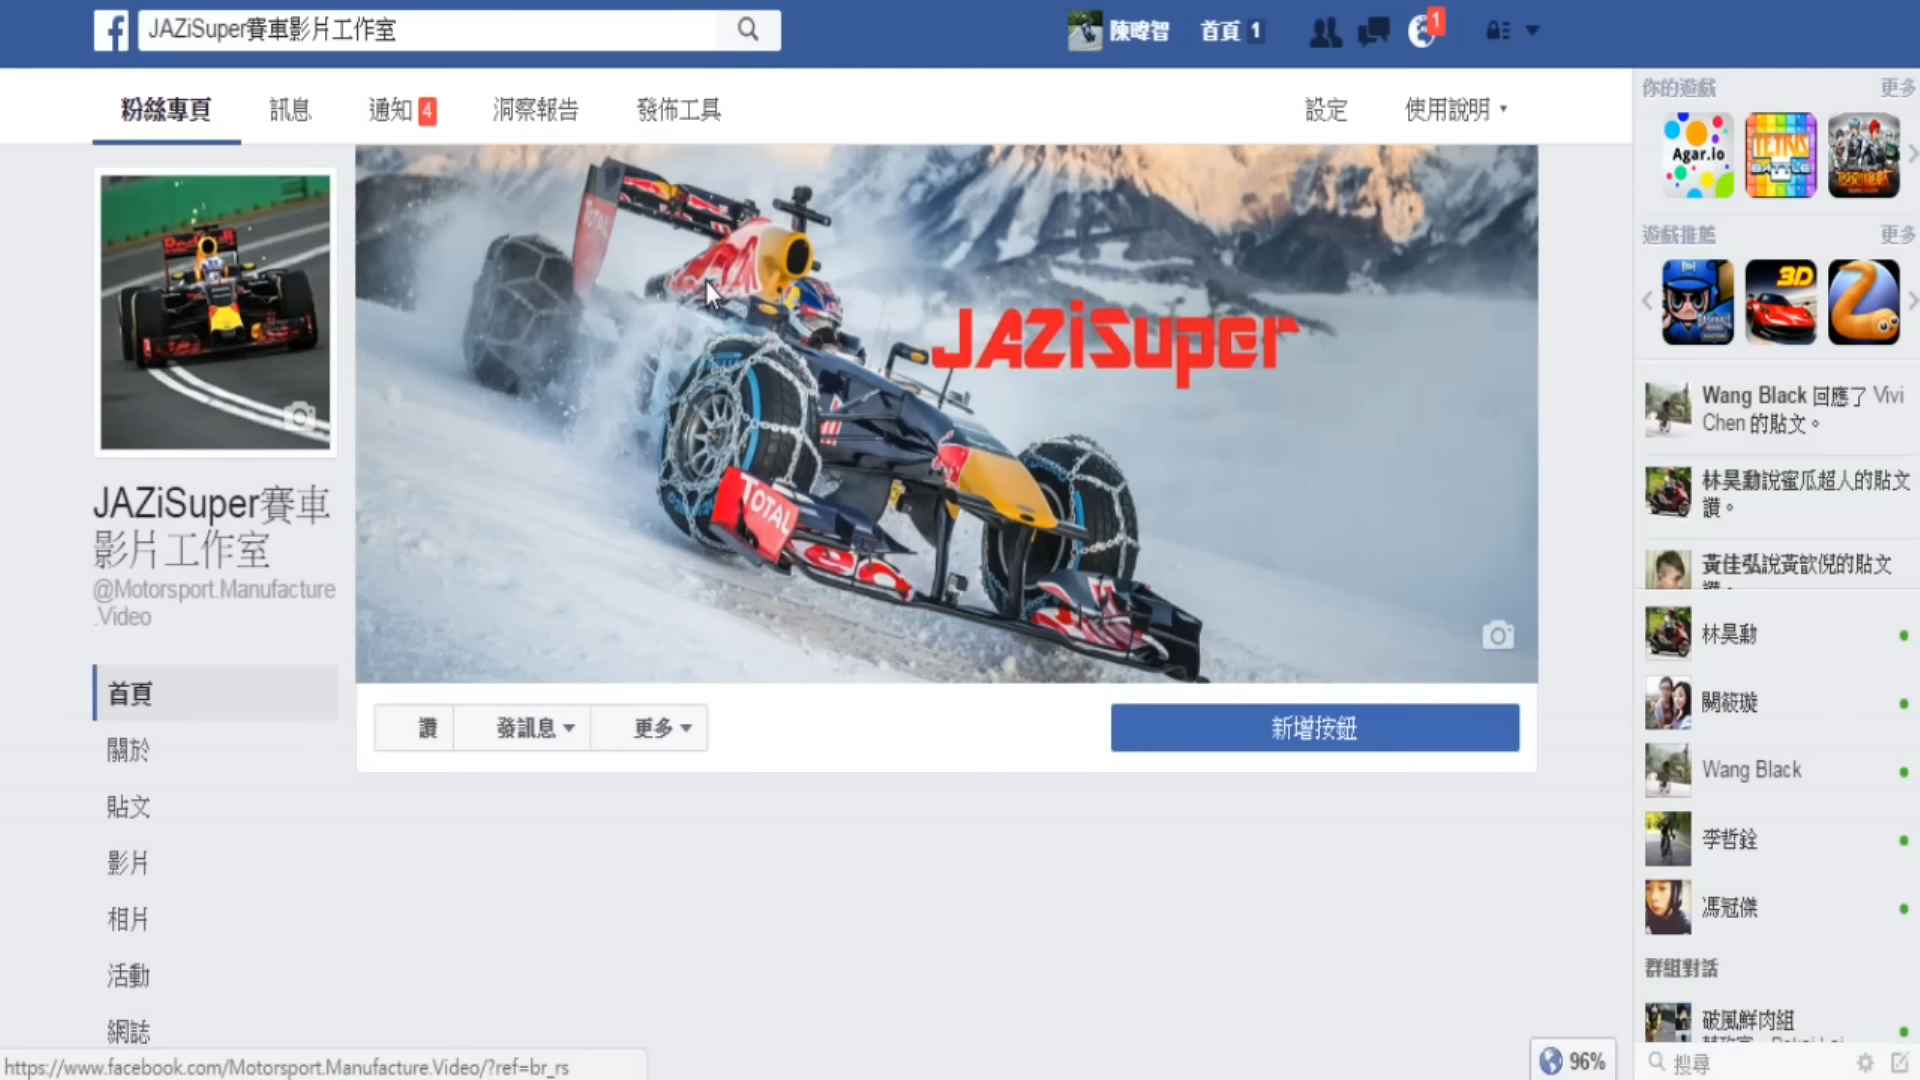 JAZiSuper賽車影片工作室
陳暐智
首頁 1
1
粉絲專頁
訊息
通知 4
洞察報告
發佈工具
設定
使用說明
JAZiSuper賽車
影片工作室
@Motorsport.Manufacture
.Video
首頁
關於
貼文
影片
相片
活動
網誌
TOTAL
JAZiSuper
TOTAL
讚
發訊息
更多
新增按鈕
你的遊戲
更多
Agar.io
TETRIS
BATTLE
遊戲推薦
更多
3D
Wang Black 回應了 Vivi
Chen 的貼文。
林昊勳說蜜瓜超人的貼文
讚。
黃佳弘說黃歆倪的貼文
林昊勳
闕筱璇
Wang Black
李哲銓
馮冠傑
群組對話
破風鮮肉組
搜尋
https://www.facebook.com/Motorsport.Manufacture.Video/?ref=br_rs
96%